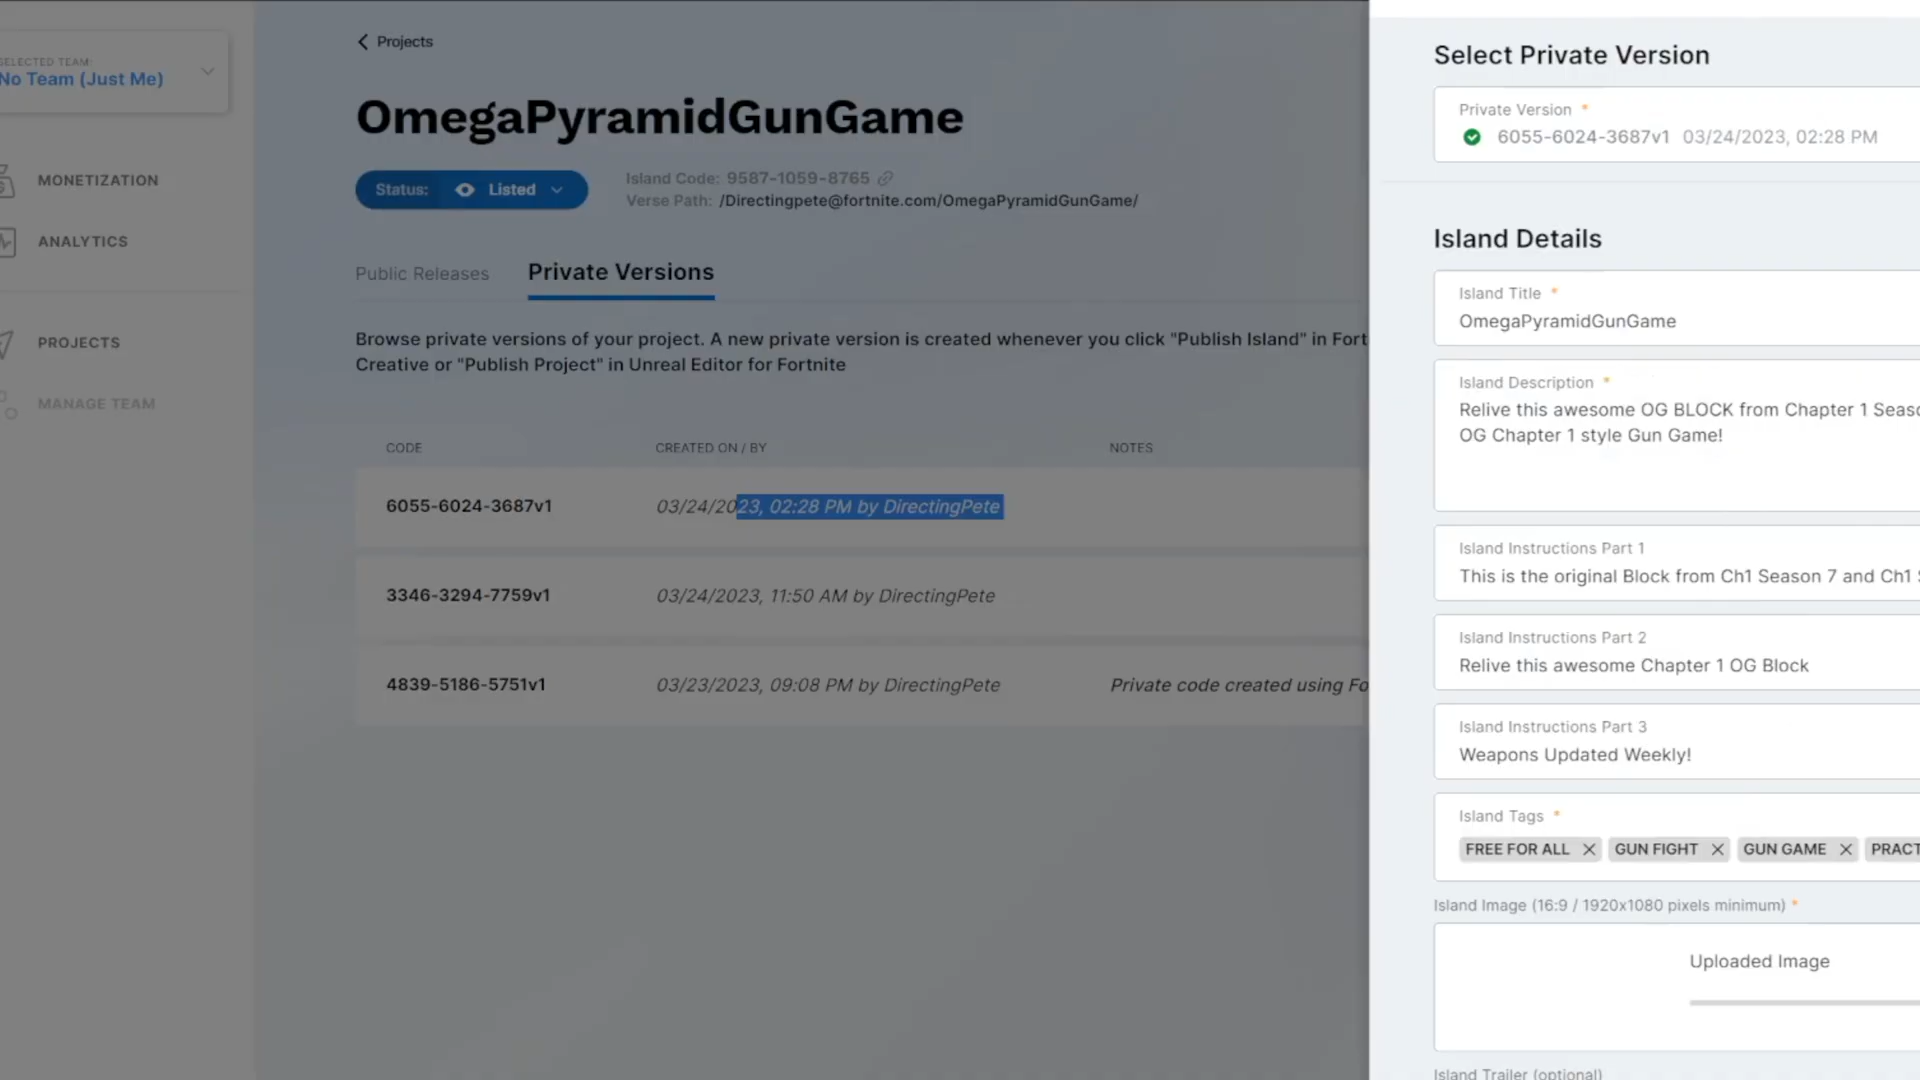 SELECTED TEAM:
No Team (Just Me)
MONETIZATION
ANALYTICS
PROJECTS
MANAGE TEAM
Projects
OmegaPyramidGunGame
Status: Listed
Island Code: 9587-1059-8765
Verse Path: /Directingpete@fortnite.com/OmegaPyramidGunGame/
Public Releases Private Versions
Browse private versions of your project. A new private version is created whenever you click "Publish Island" in Fort
Creative or "Publish Project" in Unreal Editor for Fortnite
CODE CREATED ON / BY NOTES
6055-6024-3687v1 03/24/2023, 02:28 PM by DirectingPete
3346-3294-7759v1 03/24/2023, 11:50 AM by DirectingPete
4839-5186-5751v1 03/23/2023, 09:08 PM by DirectingPete Private code created using Fo
Select Private Version
Private Version *
6055-6024-3687v1 03/24/2023, 02:28 PM
Island Details
Island Title *
OmegaPyramidGunGame
Island Description *
Relive this awesome OG BLOCK from Chapter 1 Seaso
OG Chapter 1 style Gun Game!
Island Instructions Part 1
This is the original Block from Ch1 Season 7 and Ch1 S
Island Instructions Part 2
Relive this awesome Chapter 1 OG Block
Island Instructions Part 3
Weapons Updated Weekly!
Island Tags *
FREE FOR ALL GUN FIGHT GUN GAME PRACT
Island Image (16:9 / 1920x1080 pixels minimum) *
Uploaded Image
Island Trailer (optional)